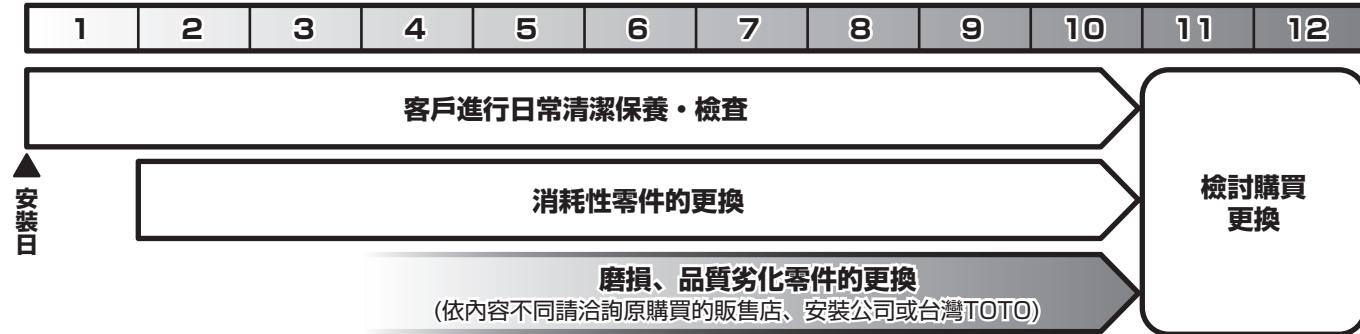 1 2 3 4 5 6 7 8 9 10 11 12
客戶進行日常清潔保養・檢查
安裝日
消耗性零件的更換
檢討購買
更換
磨損、品質劣化零件的更換
(依內容不同請洽詢原購買的販售店、安裝公司或台灣TOTO)